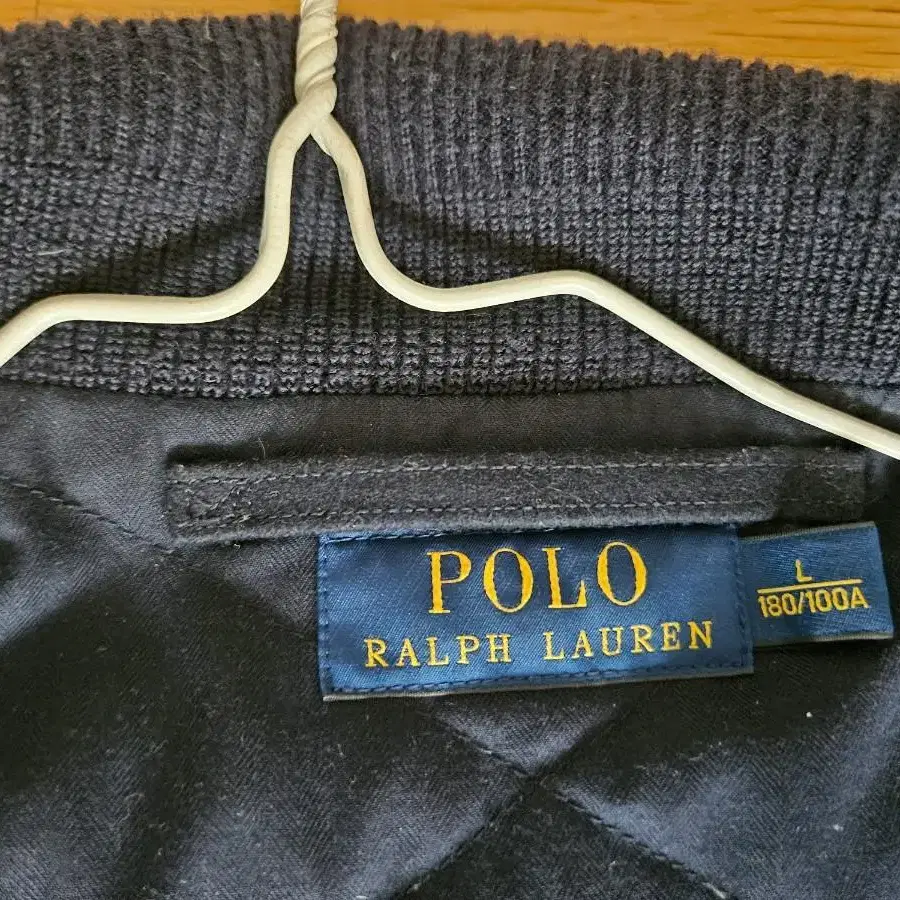 POLO
RALPH LAUREN
L
180/100A